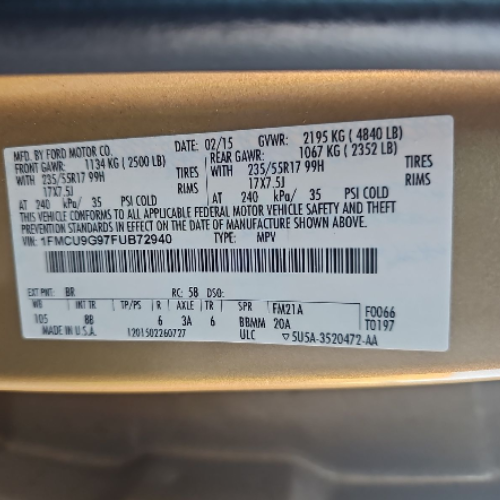 MFD. BY FORD MOTOR CO. DATE: 02/15 GVWR: 2195 KG ( 4840 LB)
FRONT GAWR: 1134 KG ( 2500 LB) REAR GAWR: 1067 KG ( 2352 LB)
WITH 235/55R17 99H TIRES WITH 235/55R17 99H TIRES
17X7.5J RIMS 17X7.5J RIMS
AT 240 kPa/ 35 PSI COLD AT 240 kPa/ 35 PSI COLD
THIS VEHICLE CONFORMS TO ALL APPLICABLE FEDERAL MOTOR VEHICLE SAFETY AND THEFT
PREVENTION STANDARDS IN EFFECT ON THE DATE OF MANUFACTURE SHOWN ABOVE.
VIN: 1FMCU9G97FUB72940 TYPE: MPV
EXT PNT: BR RC: 58 DSO:
WB INT TR TP/PS R AXLE TR SPR FM21A F0066
105 BB 6 3A 6 BBMM 20A T0197
MADE IN U.S.A. 1201502260727 ULC 5U5A-3520472-AA